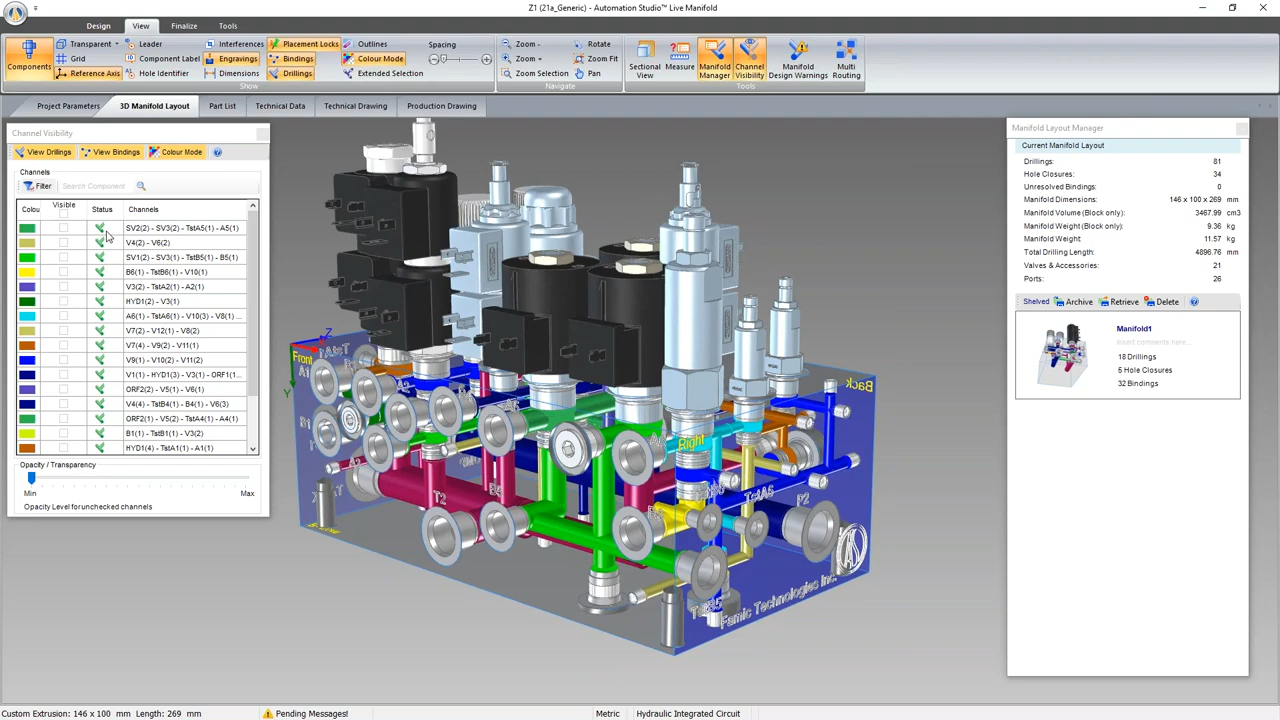 Z1 (21a_Generic) - Automation Studio™ Live Manifold
Design View Finalize Tools
Components
Transparent
Grid
Reference Axis
Leader
Component Label
Hole Identifier
Interferences
Engravings
Dimensions
Placement Locks
Bindings
Drillings
Outlines
Colour Mode
Extended Selection
Spacing
Show
Zoom -
Zoom +
Zoom Selection
Rotate
Zoom Fit
Pan
Navigate
Sectional View
Measure
Manifold Manager
Channel Visibility
Manifold Design Warnings
Multi Routing
Tools
Project Parameters 3D Manifold Layout Part List Technical Data Technical Drawing Production Drawing
Channel Visibility
View Drillings View Bindings Colour Mode
Channels
Filter Search Component
Colou Visible Status Channels
SV2(2) - SV3(2) - TstA5(1) - A5(1)
V4(2) - V6(2)
SV1(2) - SV3(1) - TstB5(1) - B5(1)
B6(1) - TstB6(1) - V10(1)
V3(2) - TstA2(1) - A2(1)
HYD1(2) - V3(1)
A6(1) - TstA6(1) - V10(3) - V8(1) ...
V7(2) - V12(1) - V8(2)
V7(4) - V9(2) - V11(1)
V9(1) - V10(2) - V11(2)
V1(1) - HYD1(3) - V3(1) - ORF1(...
ORF2(2) - V5(1) - V6(1)
V4(4) - TstB4(1) - B4(1) - V6(3)
ORF2(1) - V5(2) - TstA4(1) - A4(1)
B1(1) - TstB1(1) - V3(2)
HYD1(4) - TstA1(1) - A1(1)
Opacity / Transparency
Min Max
Opacity Level for unchecked channels
Z
Front
Y
A1
B1
T2
B4
Right
Back
TstA6
P2
TstB5
Famic Technologies Inc.
Manifold Layout Manager
Current Manifold Layout
Drillings: 81
Hole Closures: 34
Unresolved Bindings: 0
Manifold Dimensions: 146 x 100 x 269 mm
Manifold Volume (Block only): 3467.99 cm3
Manifold Weight (Block only): 9.36 kg
Manifold Weight: 11.57 kg
Total Drilling Length: 4896.76 mm
Valves & Accessories: 21
Ports: 26
Shelved Archive Retrieve Delete
Manifold1
Insert comments here...
18 Drillings
5 Hole Closures
32 Bindings
Custom Extrusion: 146 x 100 mm Length: 269 mm Pending Messages! Metric Hydraulic Integrated Circuit